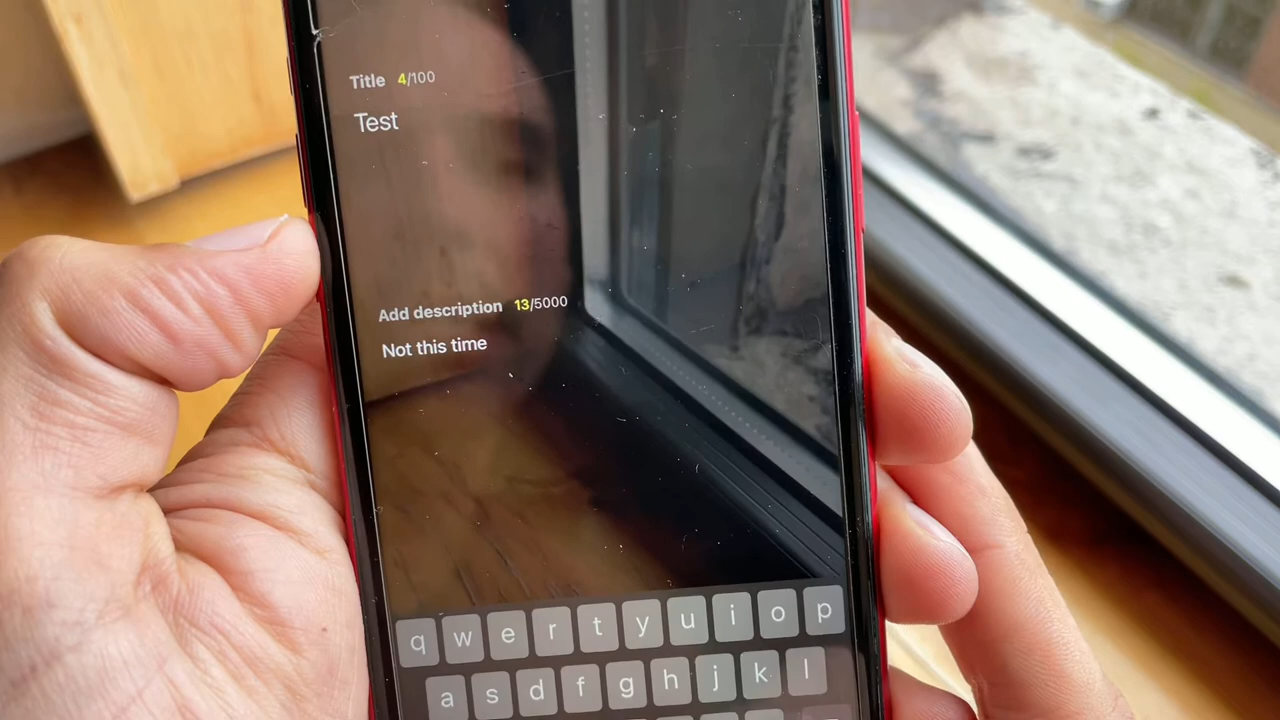 Title 4/100
Test
Add description 13/5000
Not this time
q w e r t y u i o p
a s d f g h j k l